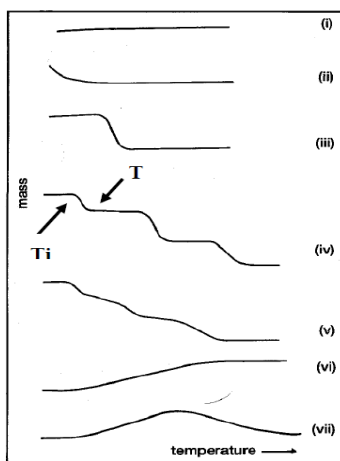 (i)
(ii)
(iii)
T
mass
Ti
(iv)
(v)
(vi)
(vii)
temperature